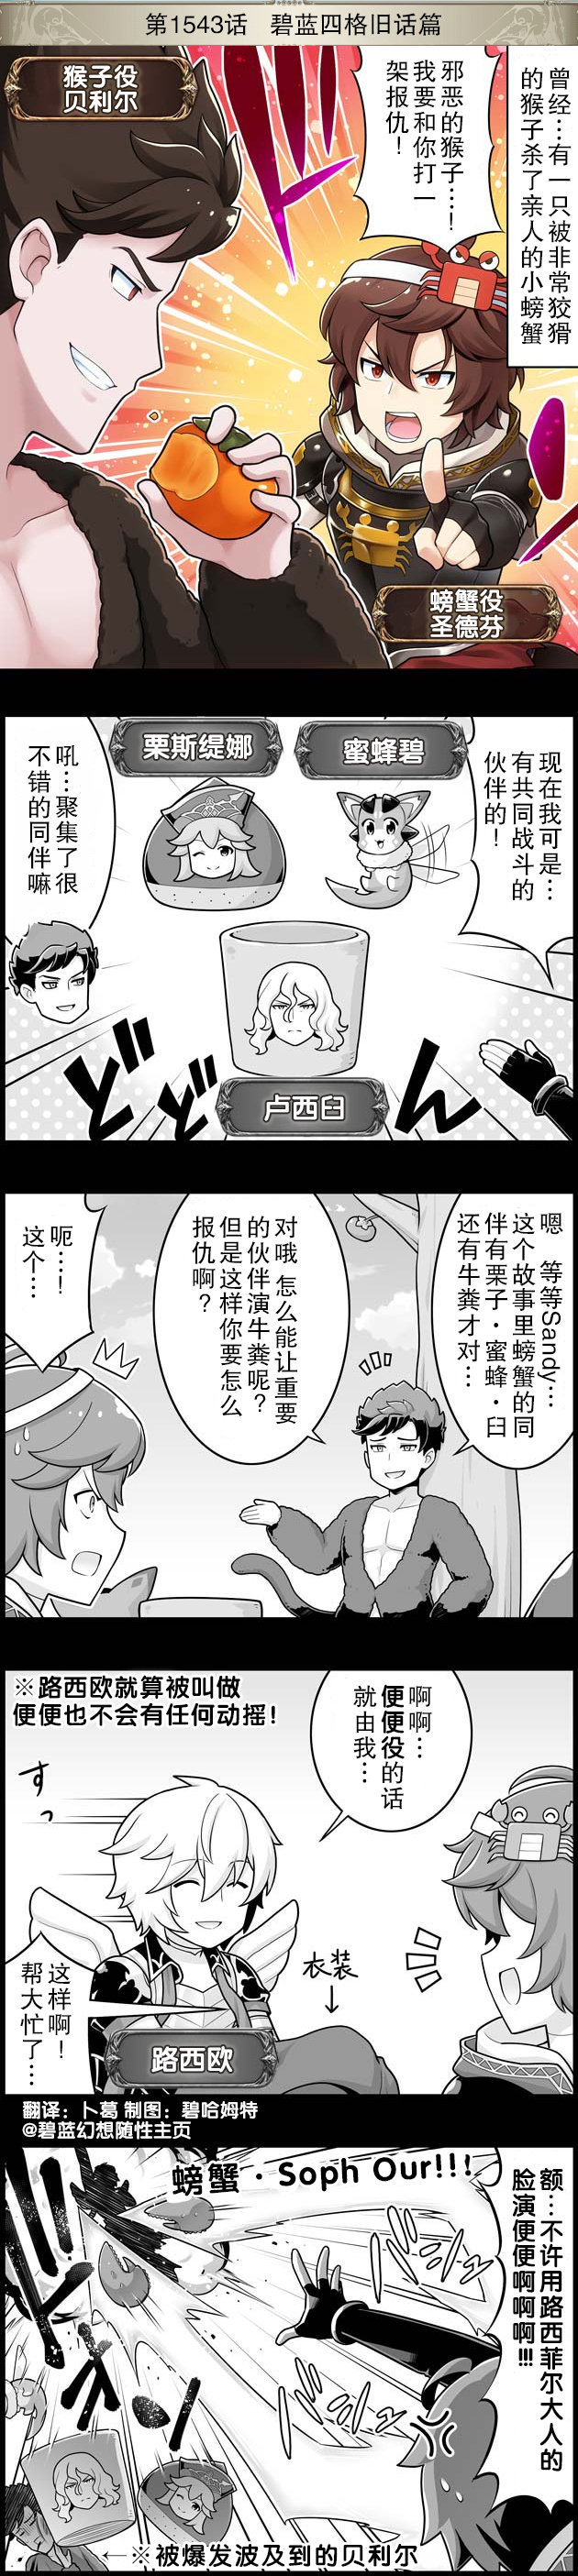 第1543话　碧蓝四格旧话篇
曾经…有一只被非常狡猾
的猴子杀了亲人的小螃蟹
邪恶的猴子…！
我要和你打一
架报仇！
猴子役
贝利尔
螃蟹役
圣德芬
现在我可是…
有共同战斗的
伙伴的！
蜜蜂碧
栗斯缇娜
吼…聚集了很
不错的同伴嘛
卢西臼
どどん
嗯　等等Sandy…
这个故事里螃蟹的同
伴有栗子・蜜蜂・臼
还有牛粪才对…
对哦 怎么能让重要
的伙伴演牛粪呢？
但是这样你要怎么
报仇啊？
呃…！
这个…
※路西欧就算被叫做
便便也不会有任何动摇！
啊啊…
便便役的话
就由我…
すっ
衣装
↓
这样啊！
帮大忙了…
路西欧
翻译：卜葛 制图：碧哈姆特
@碧蓝幻想随性主页
额…不许用路西菲尔大人的
脸演便便啊啊啊!!!
螃蟹・Soph Our!!!
←※被爆发波及到的贝利尔